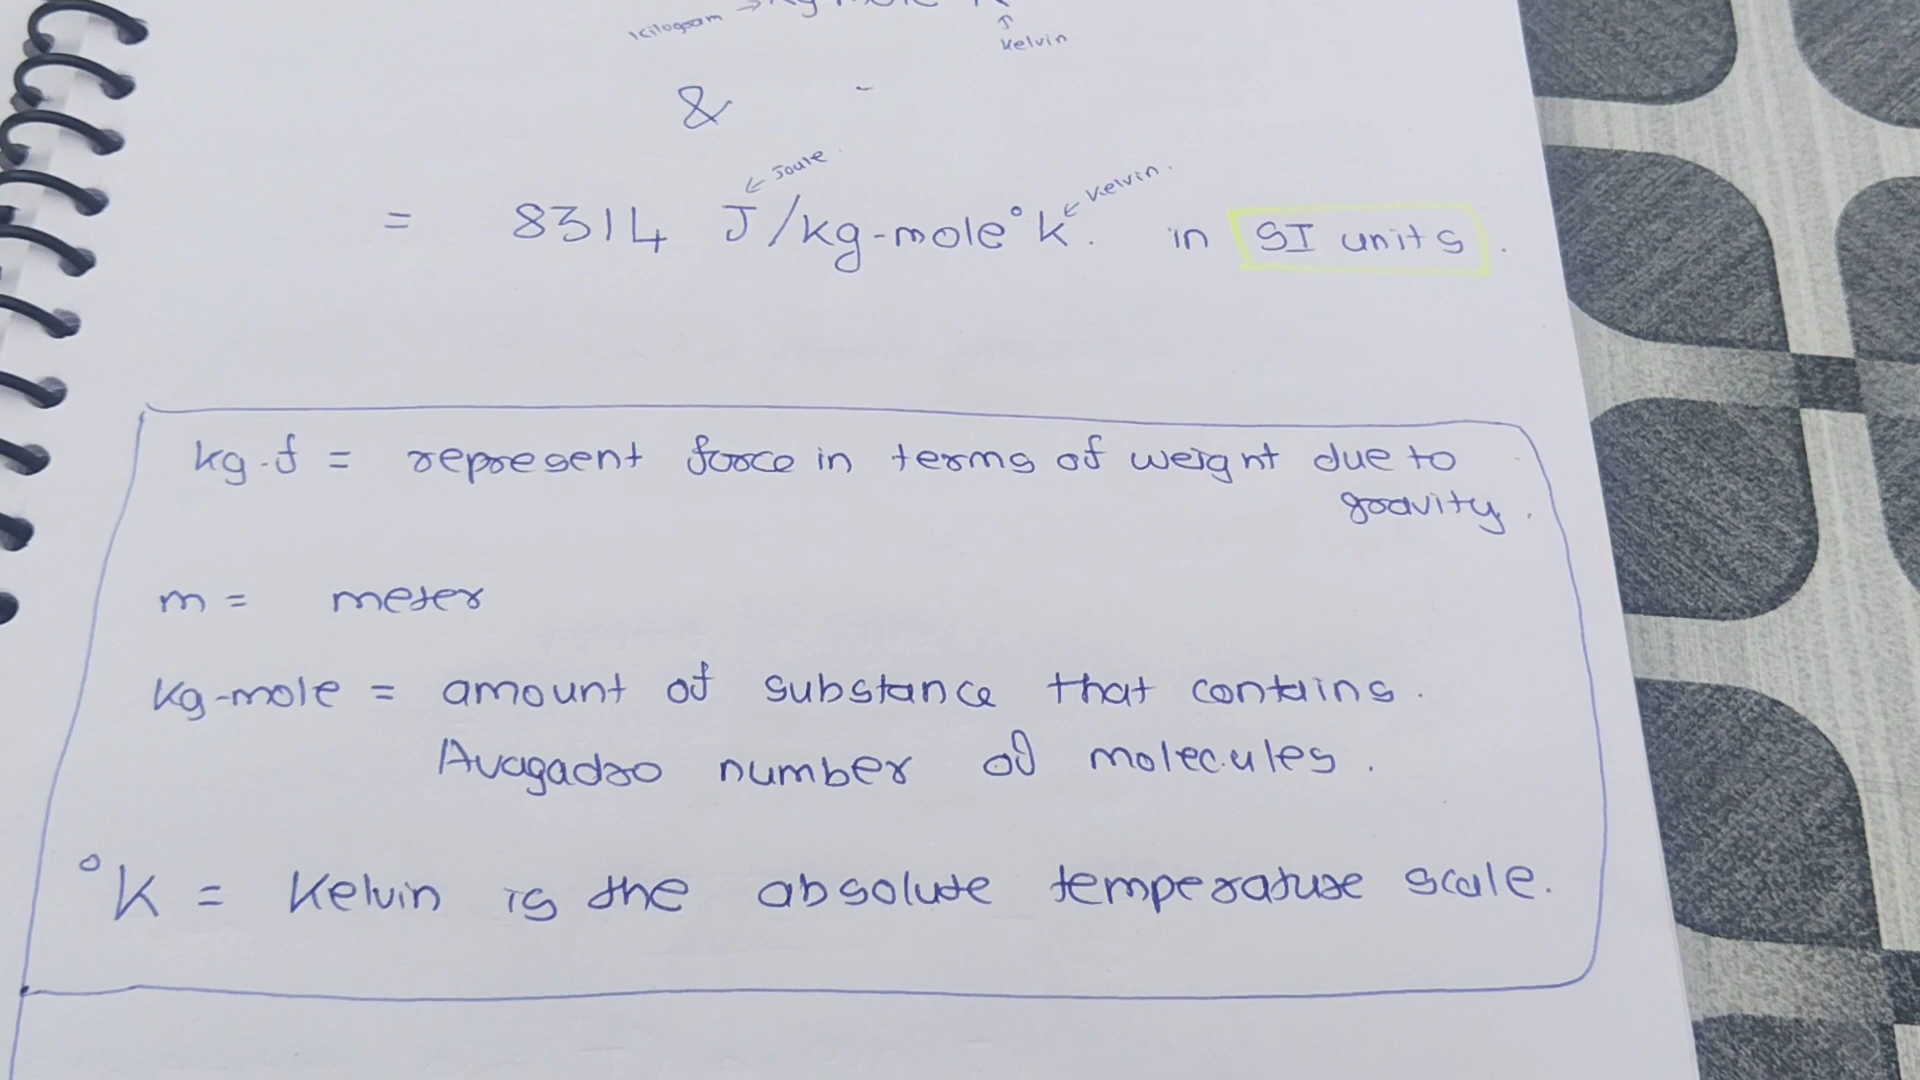 kilogram → kg
Kelvin
&
← Joule
= 8314 J/kg-mole°K. ← Kelvin. in SI units.
kg.f = represent force in terms of weight due to
gravity.
m = meter
Kg-mole = amount of substance that contains.
Avagadro number of molecules.
°K = Kelvin is the absolute temperature scale.